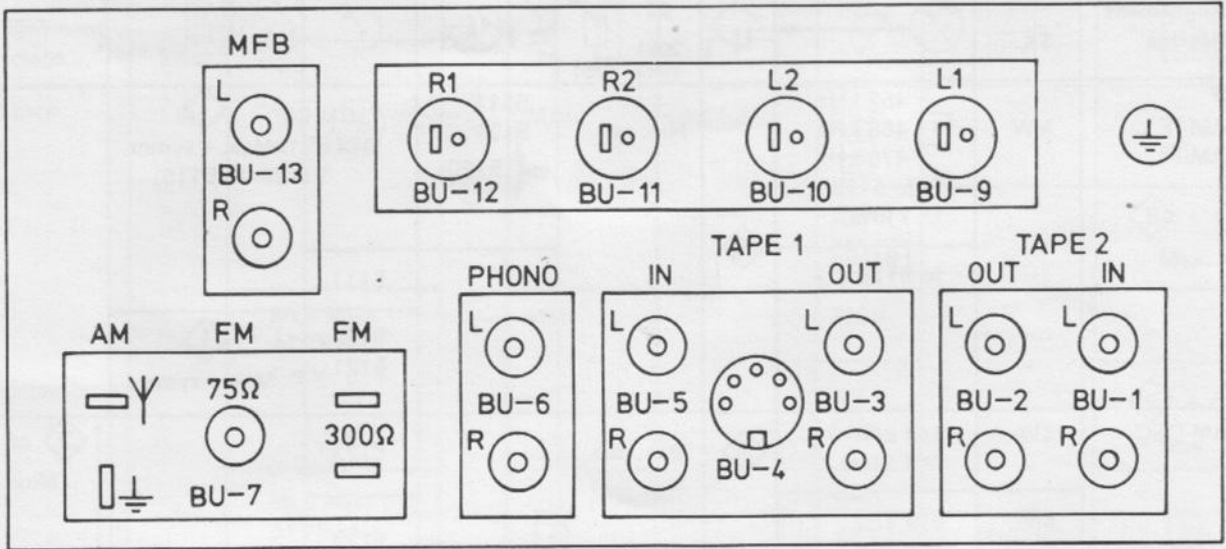 MFB
L
BU-13
R
R1 R2 L2 L1
BU-12 BU-11 BU-10 BU-9
TAPE 1 TAPE 2
PHONO IN OUT OUT IN
L L L L L
BU-6 BU-5 BU-3 BU-2 BU-1
R R R R R
BU-4
AM FM FM
75Ω
300Ω
BU-7